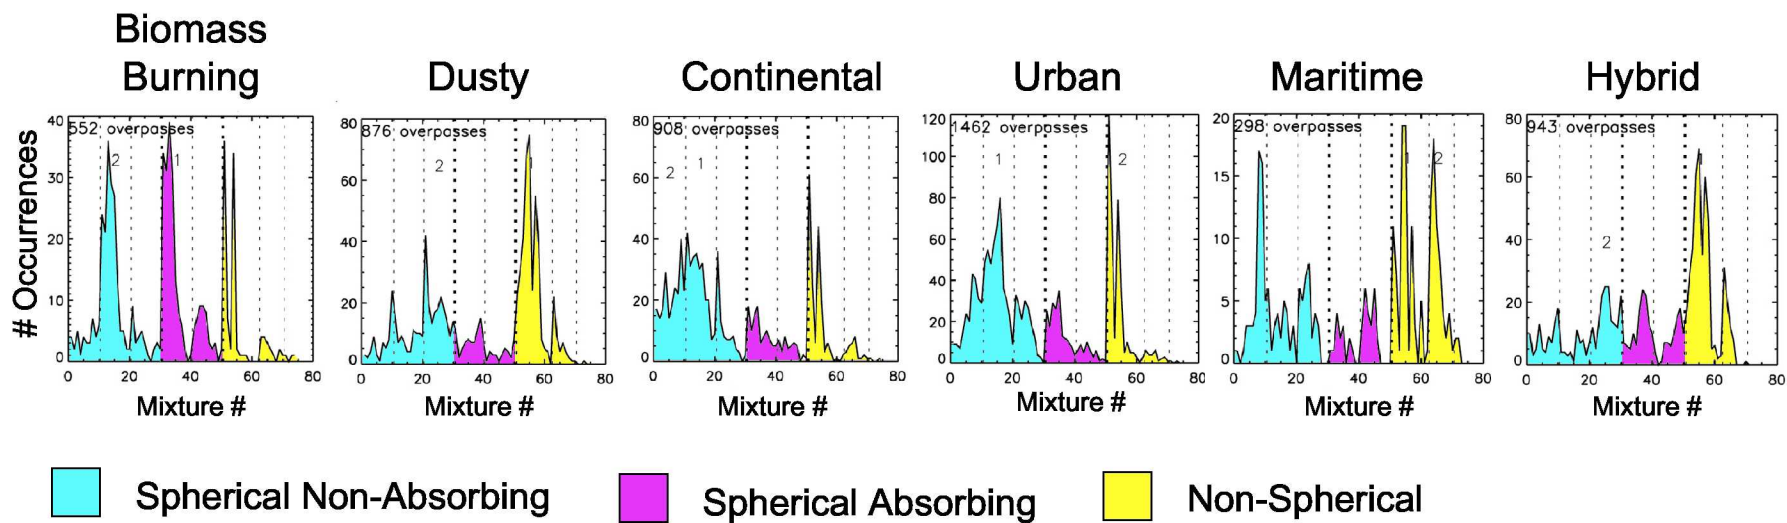 Biomass
Burning
Dusty
Continental
Urban
Maritime
Hybrid
# Occurrences
552 overpasses
40
30
20
10
0
2
1
0 20 40 60 80
Mixture #
876 overpasses
80
60
40
20
0
2
1
0 20 40 60 80
Mixture #
908 overpasses
80
60
40
20
0
2
1
0 20 40 60 80
Mixture #
1462 overpasses
120
100
80
60
40
20
0
1
2
0 20 40 60 80
Mixture #
298 overpasses
20
15
10
5
0
1
2
0 20 40 60 80
Mixture #
943 overpasses
80
60
40
20
0
2
1
0 20 40 60 80
Mixture #
Spherical Non-Absorbing
Spherical Absorbing
Non-Spherical